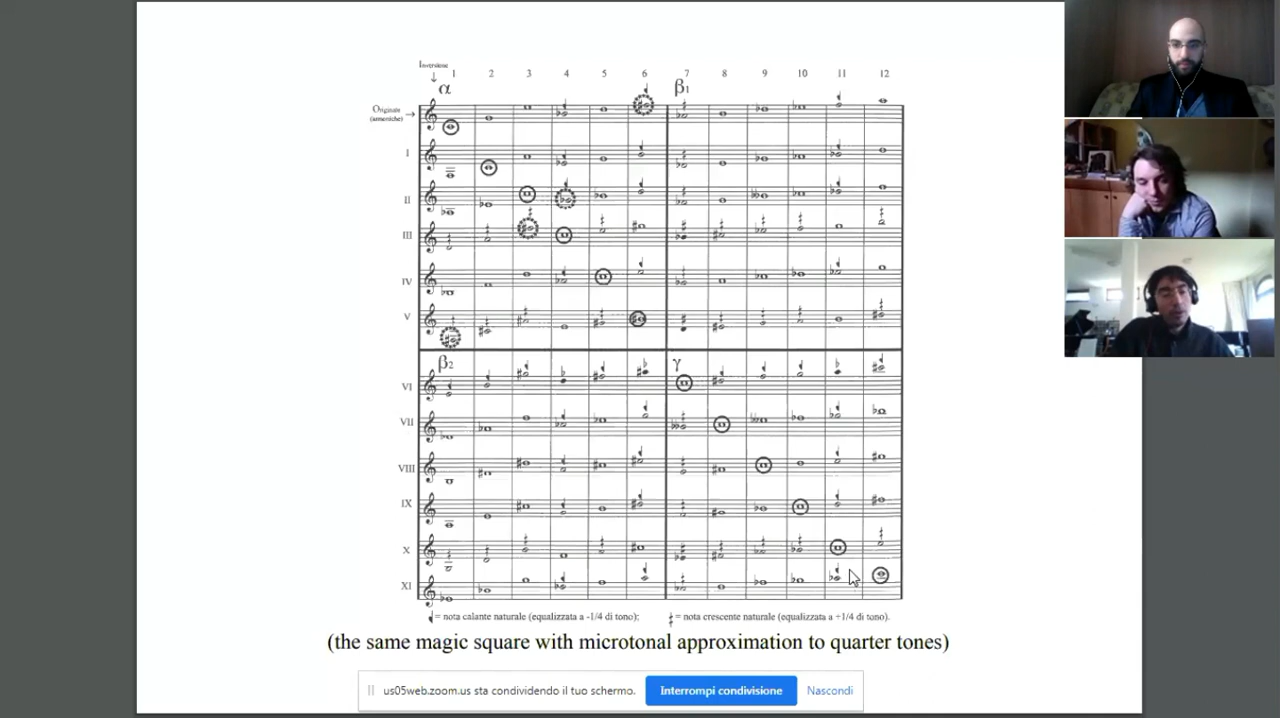 Inversione
1 2 3 4 5 6 7 8 9 10 11 12
α β1
Originale
(armoniche)
I
II
III
IV
V
β2 γ
VI
VII
VIII
IX
X
XI
= nota calante naturale (equalizzata a -1/4 di tono); = nota crescente naturale (equalizzata a +1/4 di tono).
(the same magic square with microtonal approximation to quarter tones)
us05web.zoom.us sta condividendo il tuo schermo. Interrompi condivisione Nascondi